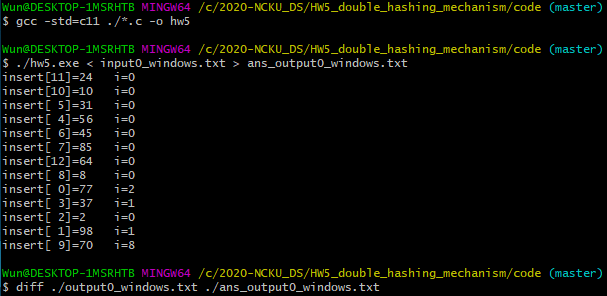 Wun@DESKTOP-1MSRHTB MINGW64 /c/2020-NCKU_DS/HW5_double_hashing_mechanism/code (master)
$ gcc -std=c11 ./*.c -o hw5
Wun@DESKTOP-1MSRHTB MINGW64 /c/2020-NCKU_DS/HW5_double_hashing_mechanism/code (master)
$ ./hw5.exe < input0_windows.txt > ans_output0_windows.txt
insert[11]=24   i=0
insert[10]=10   i=0
insert[ 5]=31   i=0
insert[ 4]=56   i=0
insert[ 6]=45   i=0
insert[ 7]=85   i=0
insert[12]=64   i=0
insert[ 8]=8    i=0
insert[ 0]=77   i=2
insert[ 3]=37   i=1
insert[ 2]=2    i=0
insert[ 1]=98   i=1
insert[ 9]=70   i=8
Wun@DESKTOP-1MSRHTB MINGW64 /c/2020-NCKU_DS/HW5_double_hashing_mechanism/code (master)
$ diff ./output0_windows.txt ./ans_output0_windows.txt